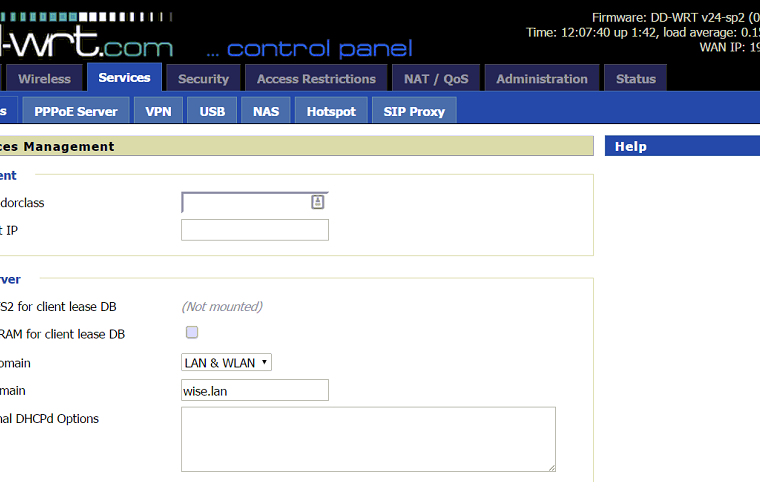 Firmware: DD-WRT v24-sp2 (0
Time: 12:07:40 up 1:42, load average: 0.15
WAN IP: 19
d-wrt.com ... control panel
Wireless Services Security Access Restrictions NAT / QoS Administration Status
s PPPoE Server VPN USB NAS Hotspot SIP Proxy
ces Management Help
ent
dorclass
t IP
rver
S2 for client lease DB (Not mounted)
RAM for client lease DB
omain LAN & WLAN
main wise.lan
nal DHCPd Options